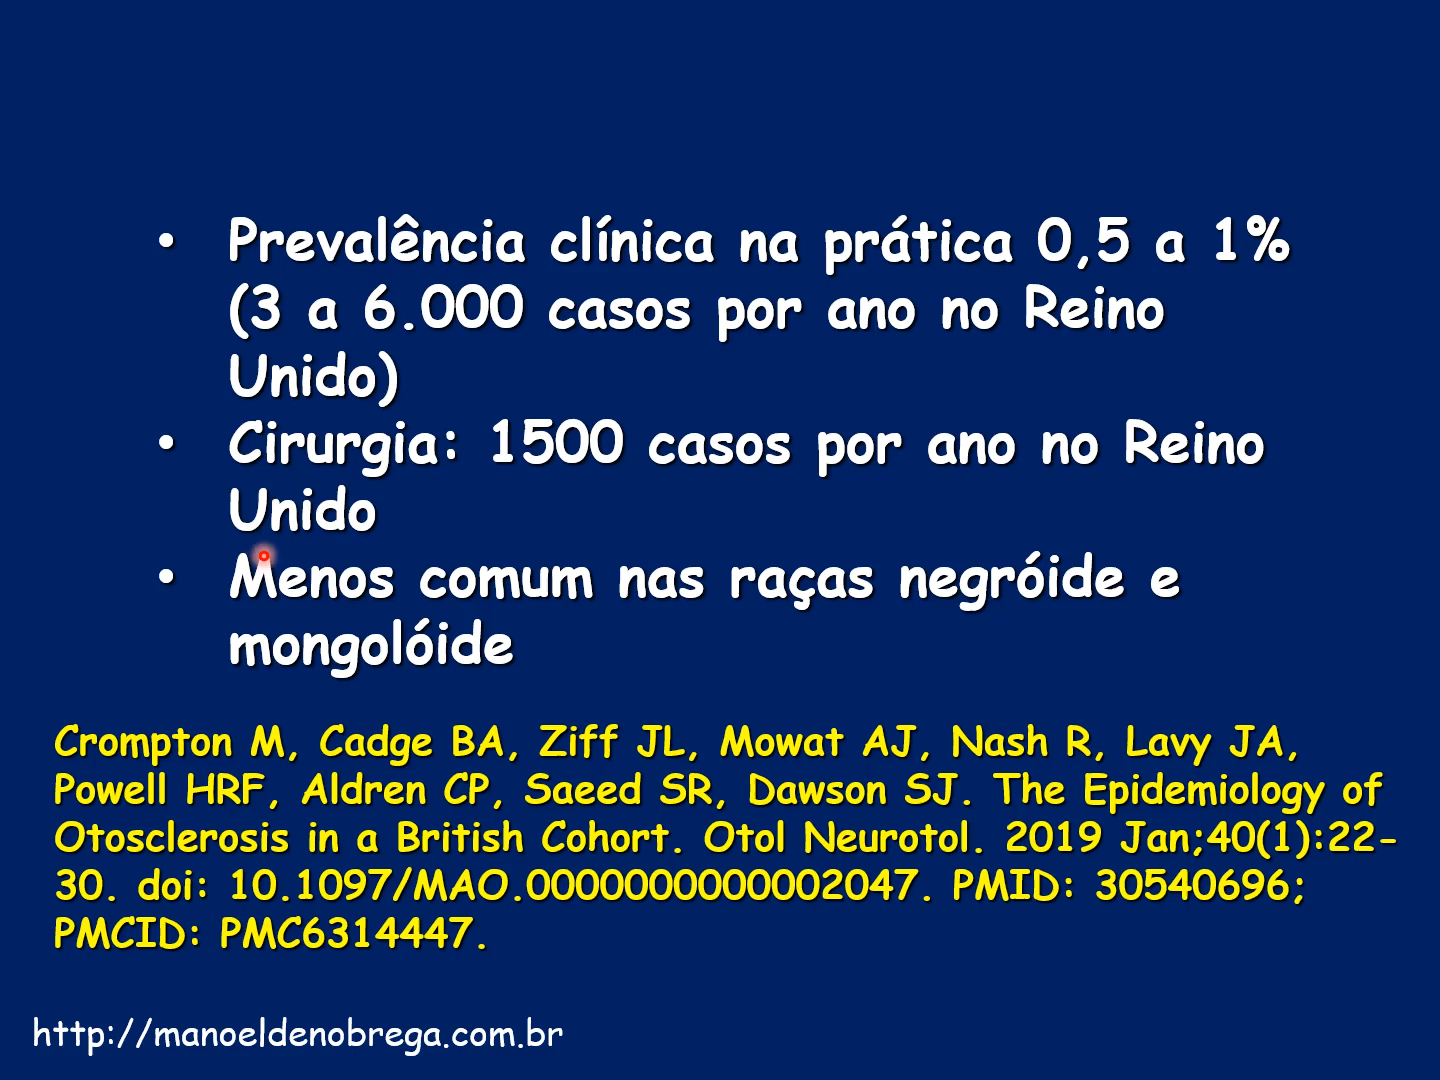 • Prevalência clínica na prática 0,5 a 1%
(3 a 6.000 casos por ano no Reino
Unido)
• Cirurgia: 1500 casos por ano no Reino
Unido
• Menos comum nas raças negróide e
mongolóide
Crompton M, Cadge BA, Ziff JL, Mowat AJ, Nash R, Lavy JA,
Powell HRF, Aldren CP, Saeed SR, Dawson SJ. The Epidemiology of
Otosclerosis in a British Cohort. Otol Neurotol. 2019 Jan;40(1):22-
30. doi: 10.1097/MAO.0000000000002047. PMID: 30540696;
PMCID: PMC6314447.
http://manoeldenobrega.com.br